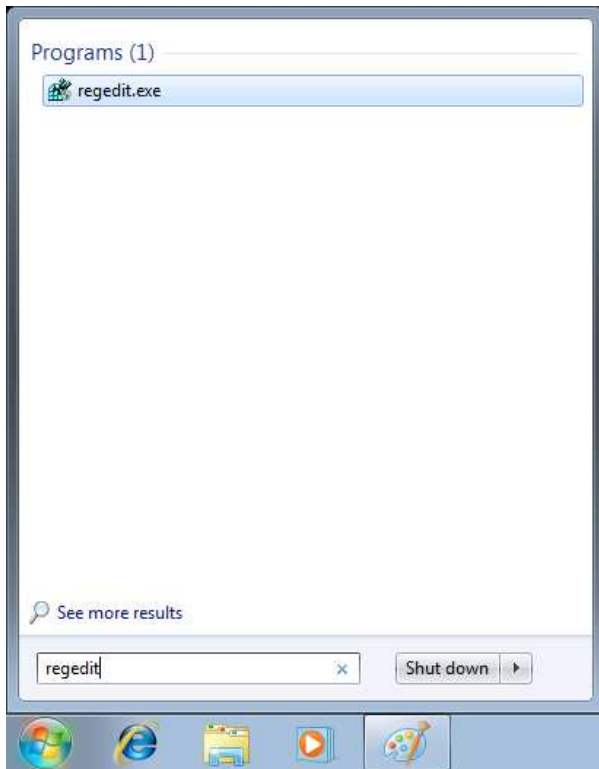 Programs (1)
regedit.exe
See more results
regedit
Shut down